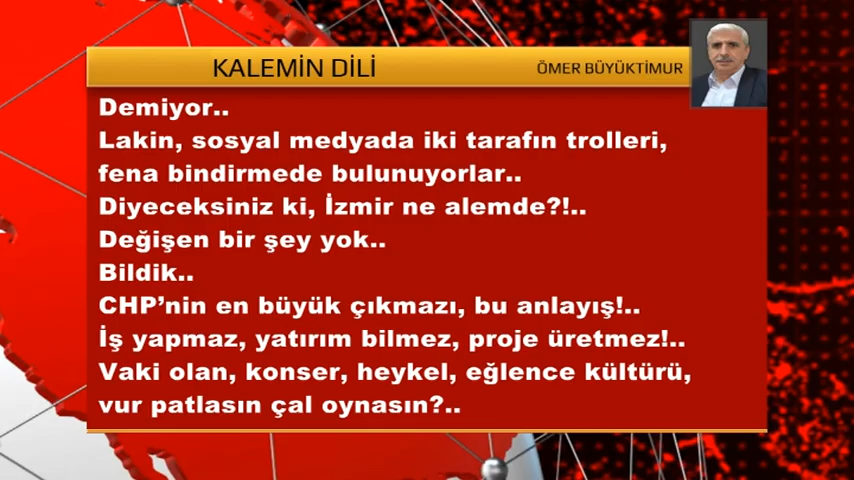 KALEMİN DİLİ
ÖMER BÜYÜKTİMUR
Demiyor..
Lakin, sosyal medyada iki tarafın trolleri,
fena bindirmede bulunuyorlar..
Diyeceksiniz ki, İzmir ne alemde?!..
Değişen bir şey yok..
Bildik..
CHP’nin en büyük çıkmazı, bu anlayış!..
İş yapmaz, yatırım bilmez, proje üretmez!..
Vaki olan, konser, heykel, eğlence kültürü,
vur patlasın çal oynasın?..